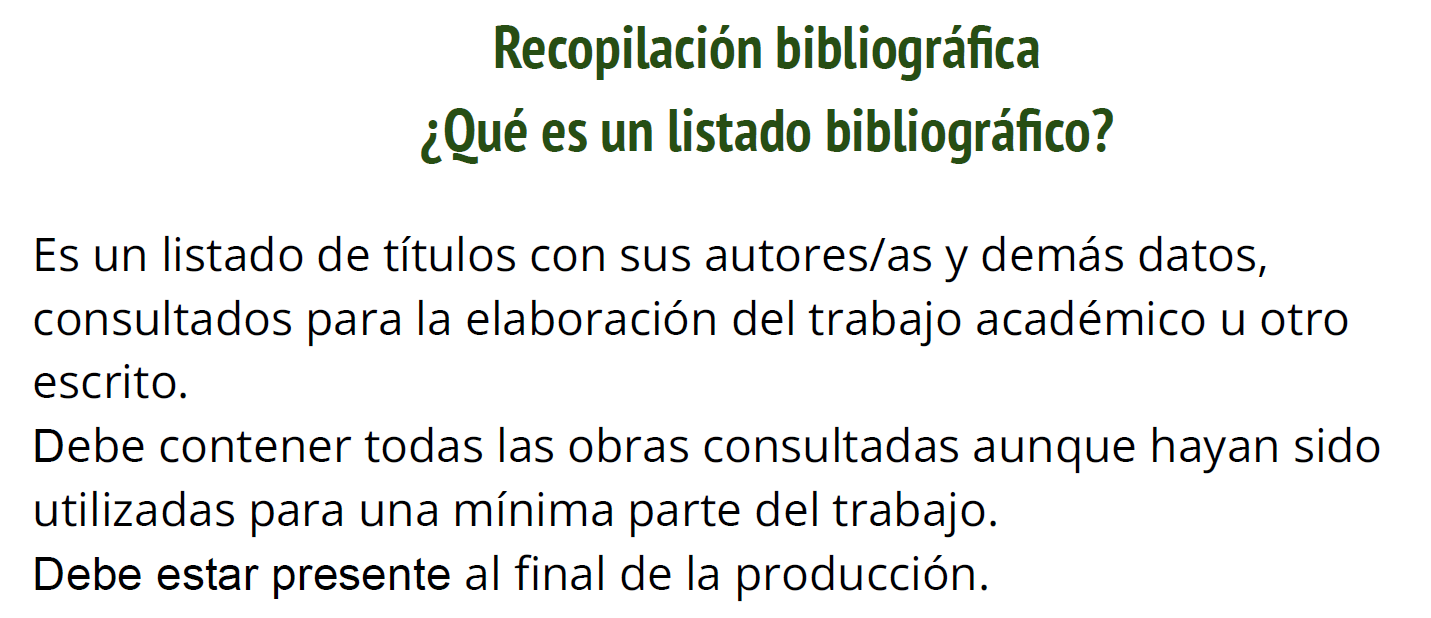 Recopilación bibliográfica
¿Qué es un listado bibliográfico?
Es un listado de títulos con sus autores/as y demás datos,
consultados para la elaboración del trabajo académico u otro
escrito.
Debe contener todas las obras consultadas aunque hayan sido
utilizadas para una mínima parte del trabajo.
Debe estar presente al final de la producción.